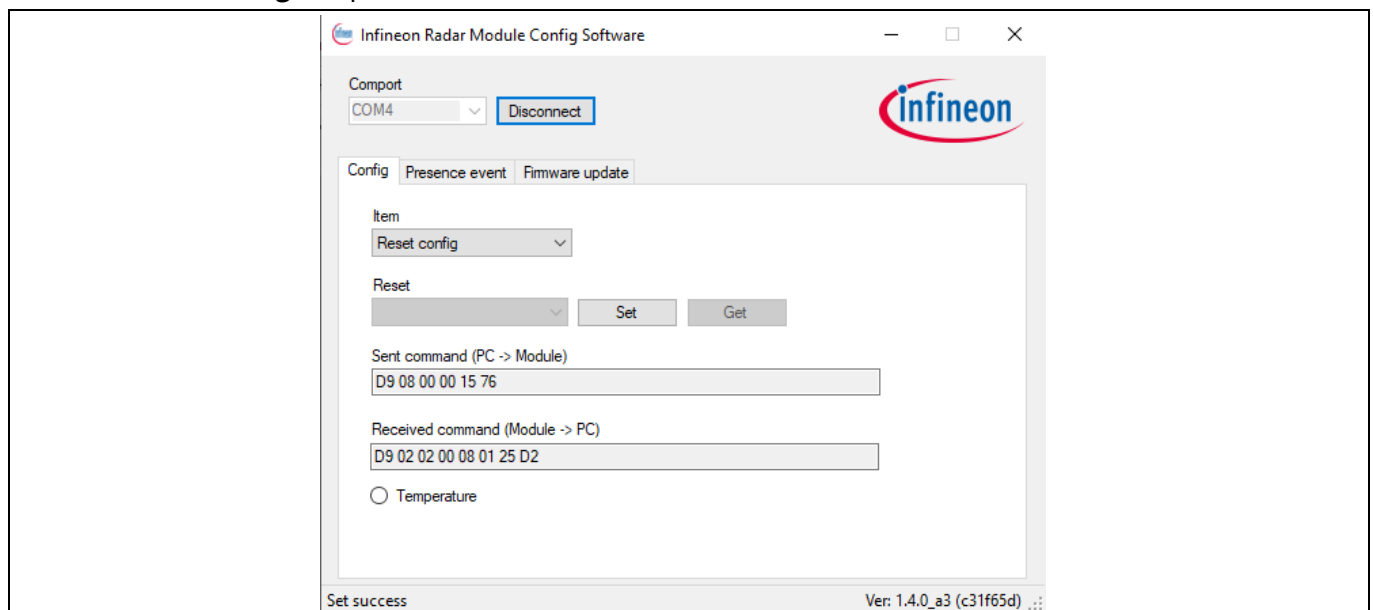 Infineon Radar Module Config Software
Comport
COM4
Disconnect
infineon
Config Presence event Firmware update
Item
Reset config
Reset
Set Get
Sent command (PC -> Module)
D9 08 00 00 15 76
Received command (Module -> PC)
D9 02 02 00 08 01 25 D2
Temperature
Set success Ver: 1.4.0_a3 (c31f65d)